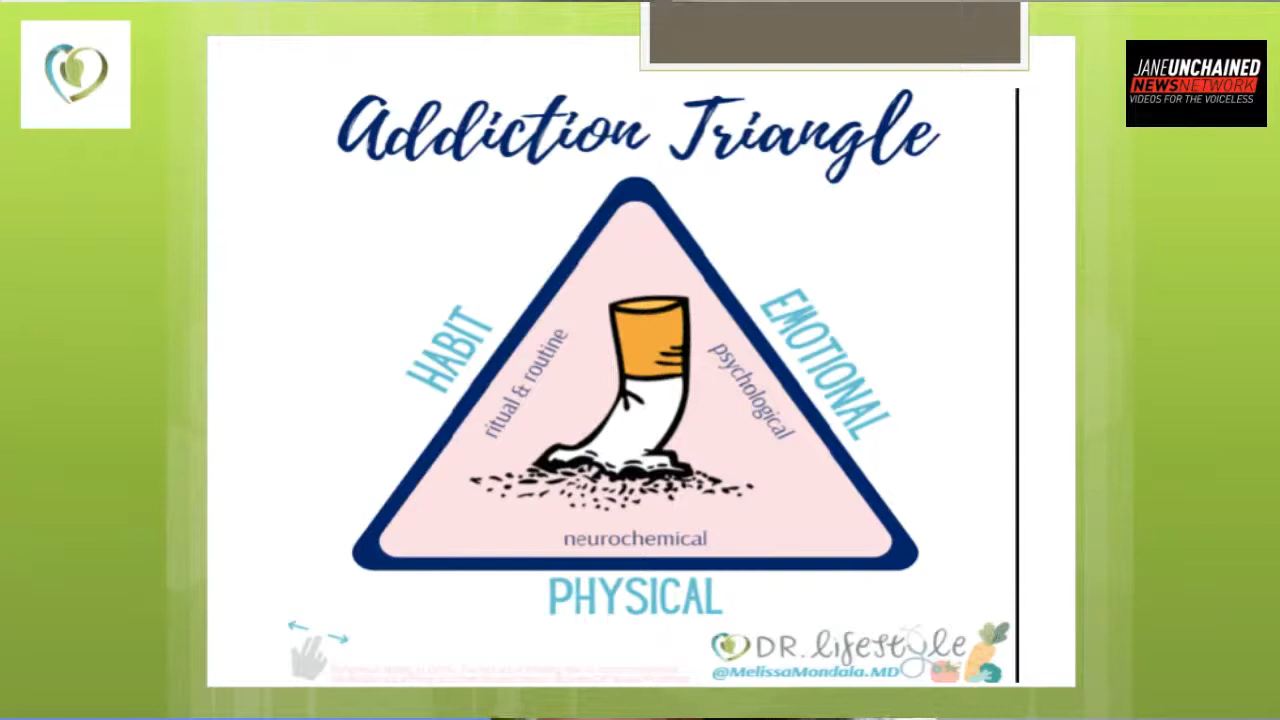 JANEUNCHAINED
NEWSNETWORK
VIDEOS FOR THE VOICELESS
Addiction Triangle
HABIT
ritual & routine
EMOTIONAL
psychological
neurochemical
PHYSICAL
DR. lifestyle
@MelissaMondala.MD